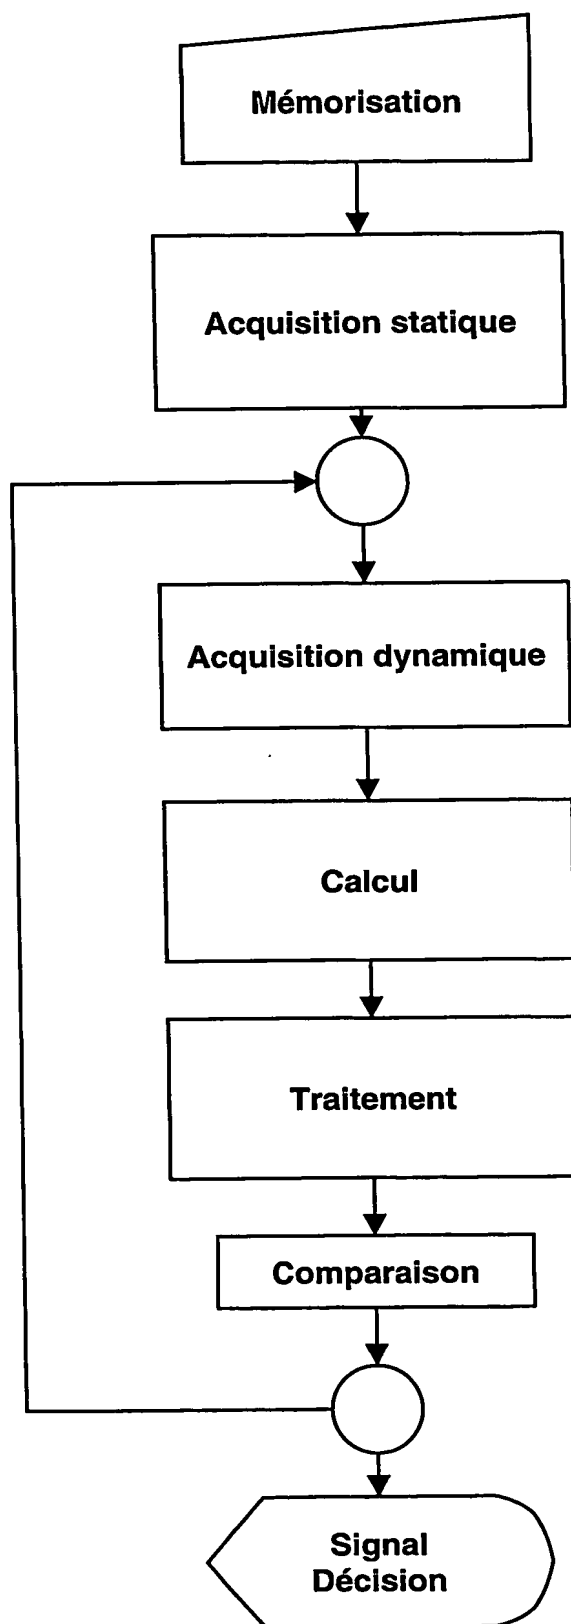 Mémorisation
Acquisition statique
Acquisition dynamique
Calcul
Traitement
Comparaison
Signal
Décision